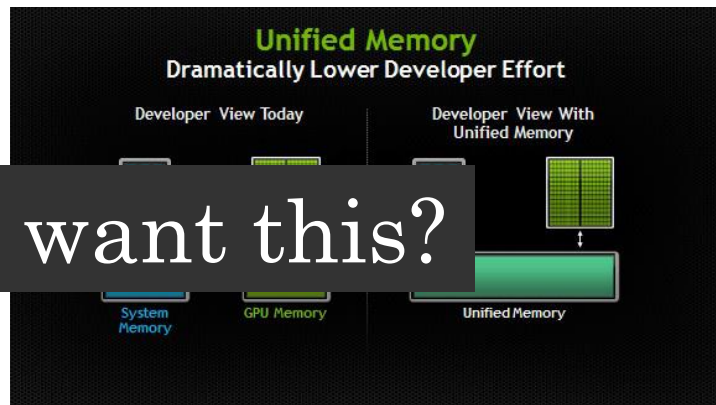 Unified Memory
Dramatically Lower Developer Effort
Developer View Today
Developer View With
Unified Memory
want this?
System
Memory
GPU Memory
Unified Memory